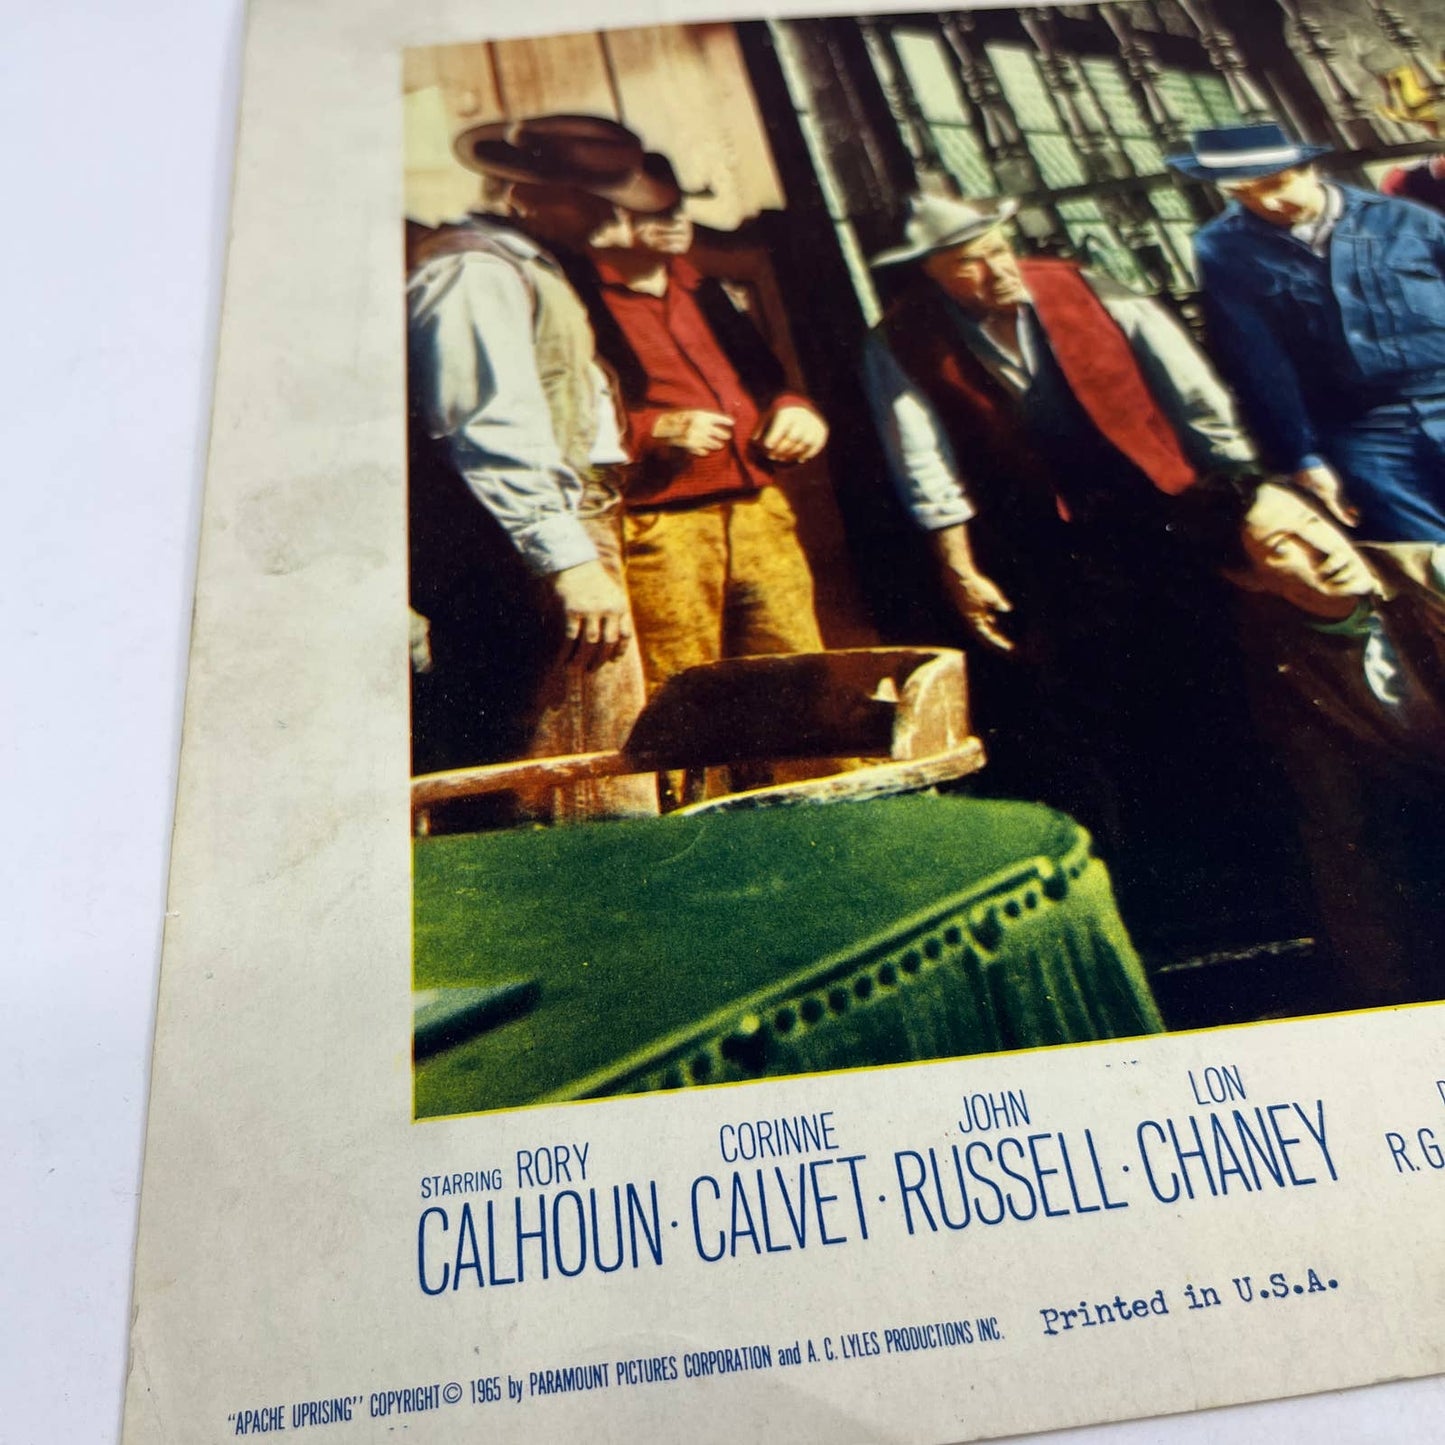 STARRING RORY CALHOUN · CORINNE CALVET · JOHN RUSSELL · LON CHANEY
R.G
Printed in U.S.A.
"APACHE UPRISING" COPYRIGHT © 1965 by PARAMOUNT PICTURES CORPORATION and A. C. LYLES PRODUCTIONS INC.